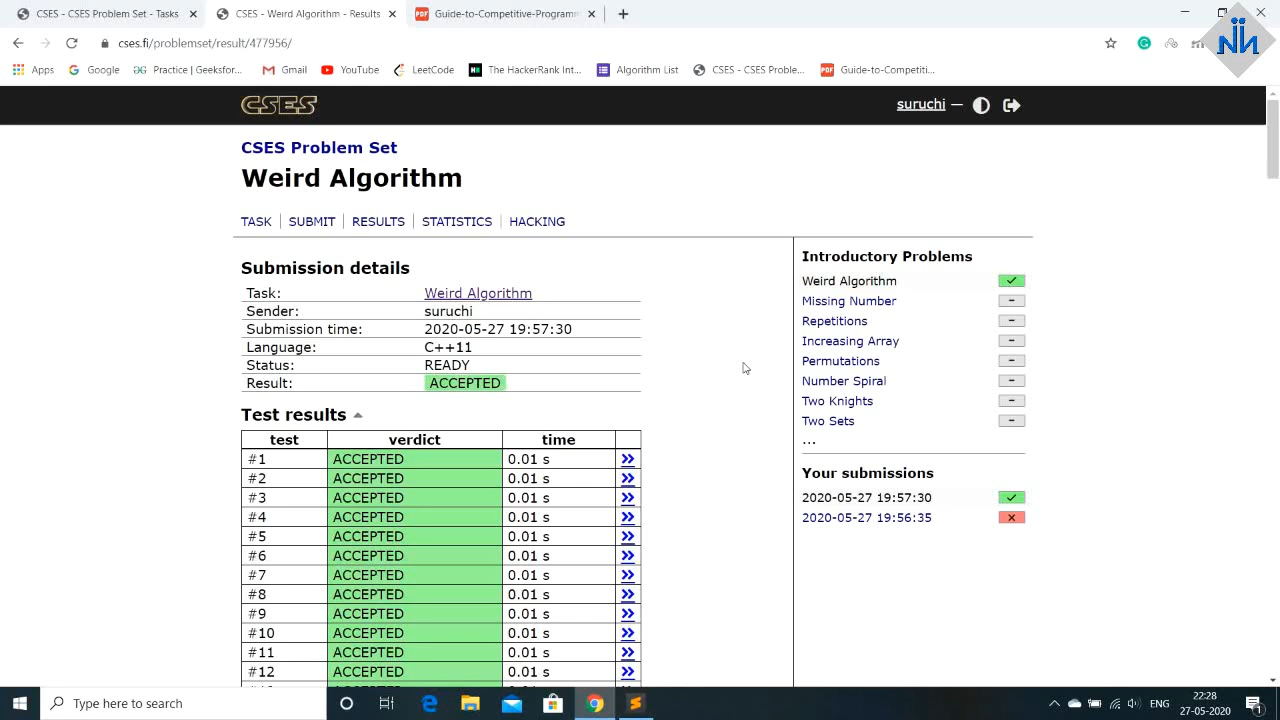 CSES - CSES Problem Set - Tasks
CSES - Weird Algorithm - Results
PDF Guide-to-Competitive-Programm
cses.fi/problemset/result/477956/
Apps Google Practice | Geeksfor... Gmail YouTube LeetCode The HackerRank Int... Algorithm List CSES - CSES Proble... PDF Guide-to-Competiti...
CSES
suruchi —
CSES Problem Set
Weird Algorithm
TASK SUBMIT RESULTS STATISTICS HACKING
Submission details
Task: Weird Algorithm
Sender: suruchi
Submission time: 2020-05-27 19:57:30
Language: C++11
Status: READY
Result: ACCEPTED
Test results
test verdict time
#1 ACCEPTED 0.01 s »
#2 ACCEPTED 0.01 s »
#3 ACCEPTED 0.01 s »
#4 ACCEPTED 0.01 s »
#5 ACCEPTED 0.01 s »
#6 ACCEPTED 0.01 s »
#7 ACCEPTED 0.01 s »
#8 ACCEPTED 0.01 s »
#9 ACCEPTED 0.01 s »
#10 ACCEPTED 0.01 s »
#11 ACCEPTED 0.01 s »
#12 ACCEPTED 0.01 s »
Introductory Problems
Weird Algorithm
Missing Number
Repetitions
Increasing Array
Permutations
Number Spiral
Two Knights
Two Sets
...
Your submissions
2020-05-27 19:57:30
2020-05-27 19:56:35
Type here to search
ENG
22:28
27-05-2020
1